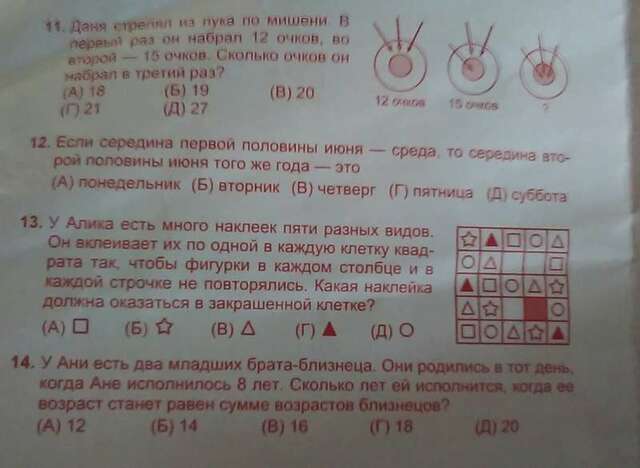 11. Даня стрелял из лука по мишени. В
первый раз он набрал 12 очков, во
второй — 15 очков. Сколько очков он
набрал в третий раз?
(А) 18 (Б) 19 (В) 20
(Г) 21 (Д) 27
12 очков 15 очков ?
12. Если середина первой половины июня — среда, то середина вто-
рой половины июня того же года — это
(А) понедельник (Б) вторник (В) четверг (Г) пятница (Д) суббота
13. У Алика есть много наклеек пяти разных видов.
Он вклеивает их по одной в каждую клетку квад-
рата так, чтобы фигурки в каждом столбце и в
каждой строчке не повторялись. Какая наклейка
должна оказаться в закрашенной клетке?
(А) (Б) (В) (Г) (Д)
14. У Ани есть два младших брата-близнеца. Они родились в тот день,
когда Ане исполнилось 8 лет. Сколько лет ей исполнится, когда ее
возраст станет равен сумме возрастов близнецов?
(А) 12 (Б) 14 (В) 16 (Г) 18 (Д) 20